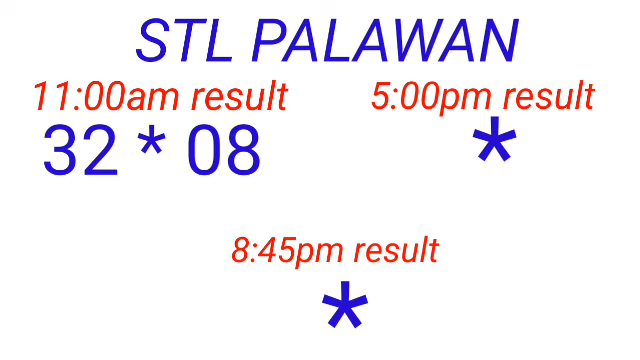 STL PALAWAN
11:00am result 5:00pm result
32 * 08 *
8:45pm result
*